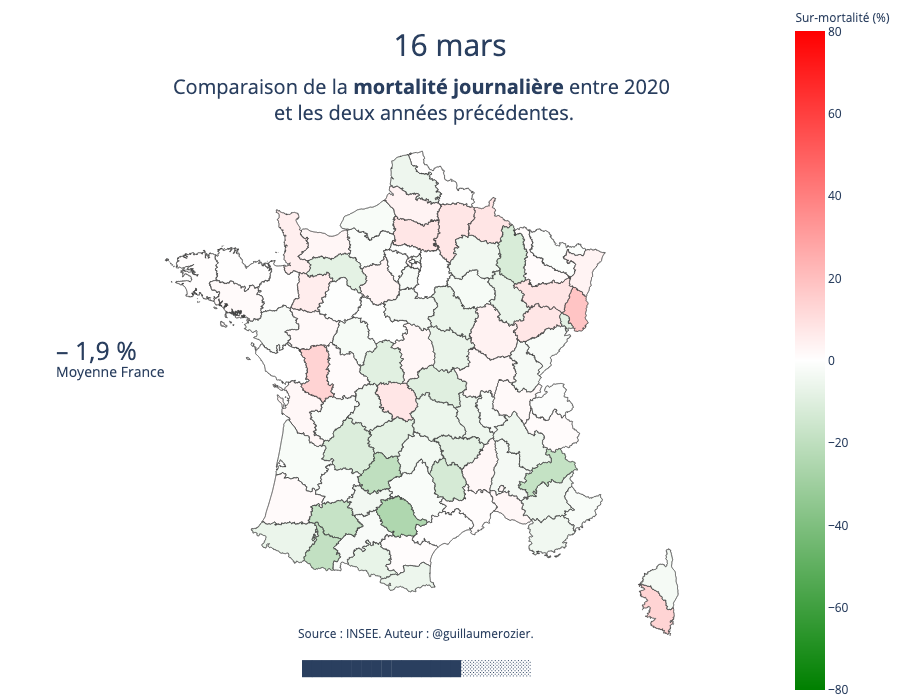 Sur-mortalité (%)
16 mars
Comparaison de la mortalité journalière entre 2020
et les deux années précédentes.
80
60
40
20
0
−20
−40
−60
−80
– 1,9 %
Moyenne France
Source : INSEE. Auteur : @guillaumerozier.